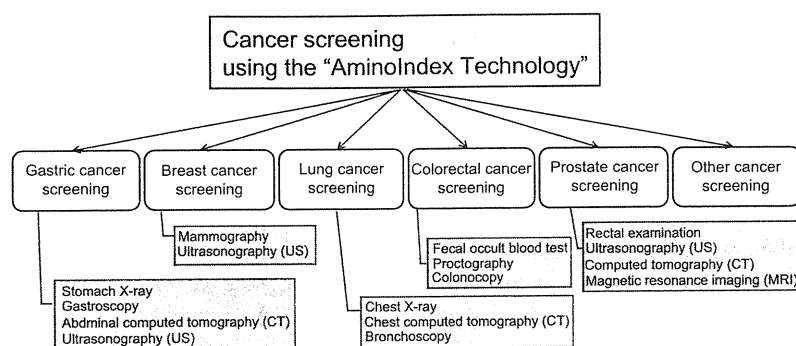 Cancer screening
using the “AminoIndex Technology”
Gastric cancer
screening
Breast cancer
screening
Lung cancer
screening
Colorectal cancer
screening
Prostate cancer
screening
Other cancer
screening
Mammography
Ultrasonography (US)
Fecal occult blood test
Proctography
Colonocopy
Rectal examination
Ultrasonography (US)
Computed tomography (CT)
Magnetic resonance imaging (MRI)
Stomach X-ray
Gastroscopy
Abdminal computed tomography (CT)
Ultrasonography (US)
Chest X-ray
Chest computed tomography (CT)
Bronchoscopy